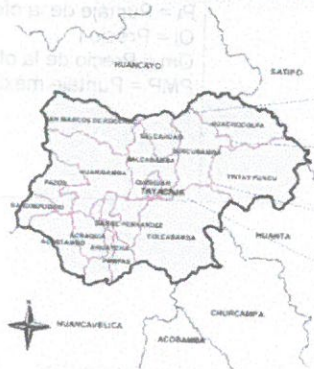 HUANCAYO
SATIPO
SAN MARCOS DE ROCCHAC
SALCAHUASI
HUACHOCOLPA
SURCUBAMBA
SALCABAMBA
TINTAY PUNCU
HUARIBAMBA
PAZOS
QUISHUAR
TAYACAJA
DANIEL HERNANDEZ
COLCABAMBA
ACRAQUIA
ACOSTAMBO
AHUAYCHA
PAMPAS
HUANTA
CHURCAMPA
HUANCAVELICA
ACOBAMBA